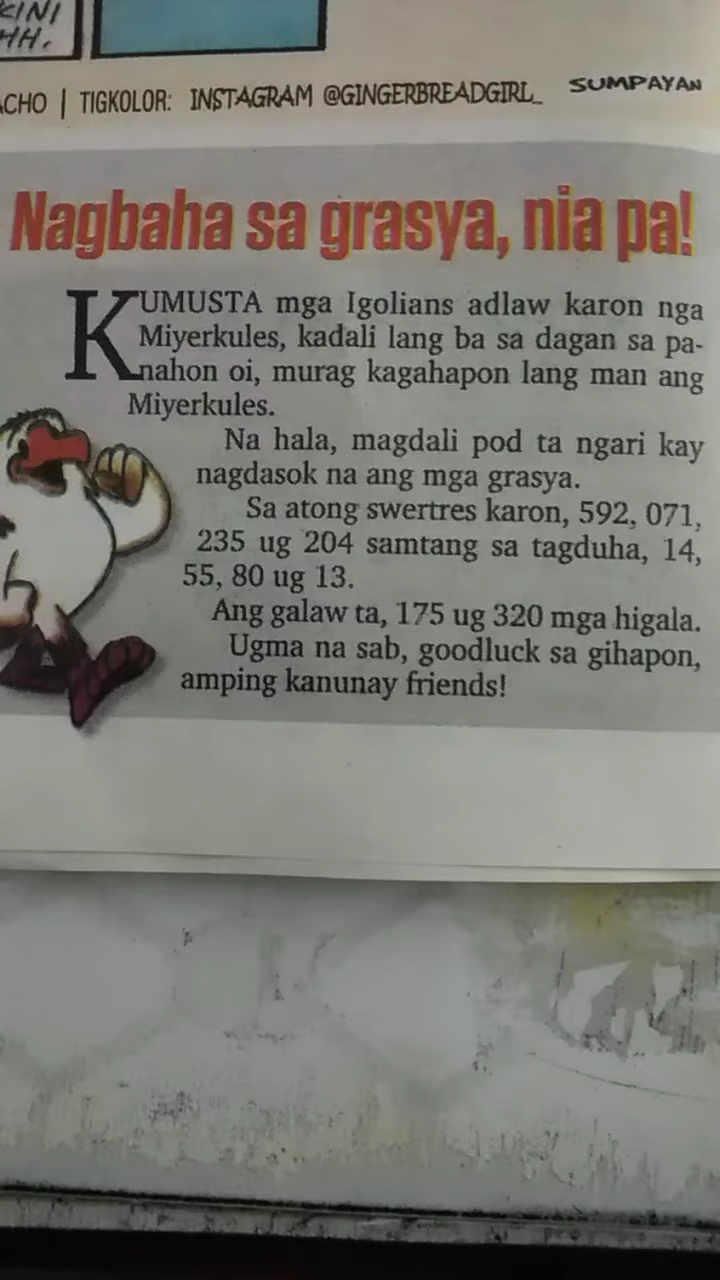 KINI
HH.
ACHO | TIGKOLOR: INSTAGRAM @GINGERBREADGIRL_ SUMPAYAN
Nagbaha sa grasya, nia pa!
KUMUSTA mga Igolians adlaw karon nga
Miyerkules, kadali lang ba sa dagan sa pa-
nahon oi, murag kagahapon lang man ang
Miyerkules.
Na hala, magdali pod ta ngari kay
nagdasok na ang mga grasya.
Sa atong swertres karon, 592, 071,
235 ug 204 samtang sa tagduha, 14,
55, 80 ug 13.
Ang galaw ta, 175 ug 320 mga higala.
Ugma na sab, goodluck sa gihapon,
amping kanunay friends!